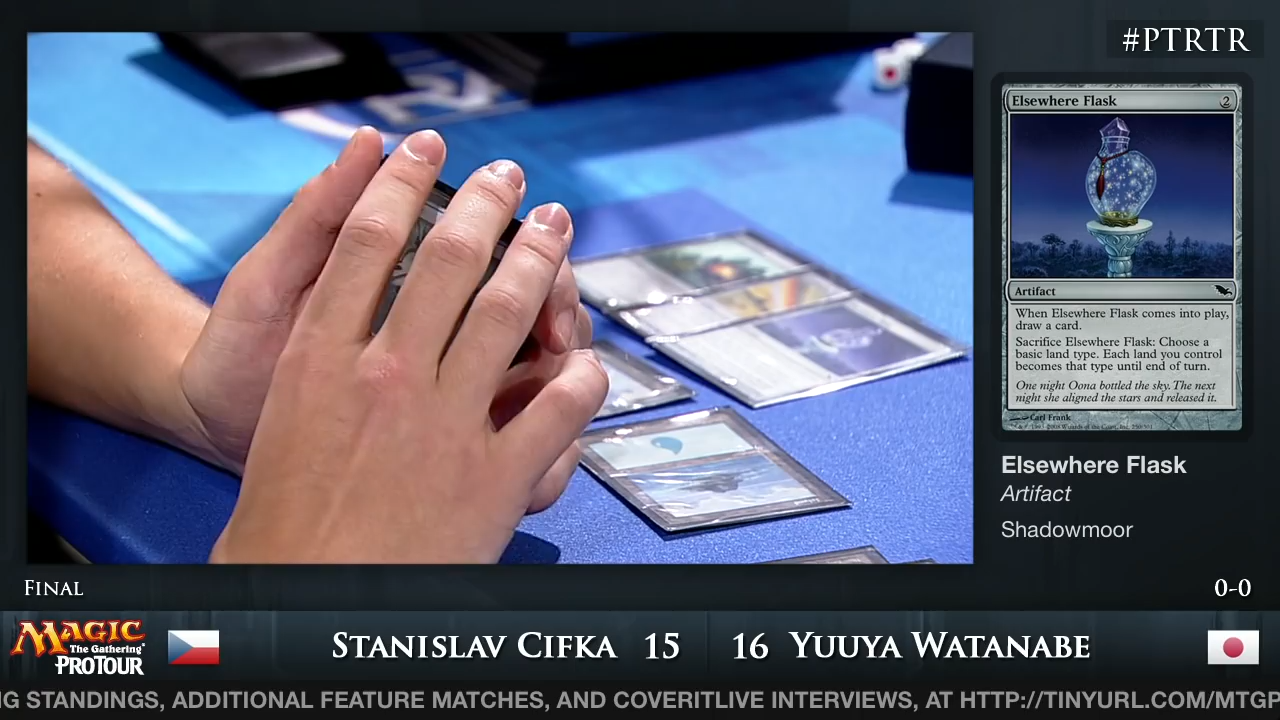 #PTRTR
Elsewhere Flask 2
Artifact
When Elsewhere Flask comes into play,
draw a card.
Sacrifice Elsewhere Flask: Choose a
basic land type. Each land you control
becomes that type until end of turn.
One night Oona bottled the sky. The next
night she aligned the stars and released it.
Carl Frank
Elsewhere Flask
Artifact
Shadowmoor
FINAL 0-0
MAGIC
The Gathering
PRO TOUR
STANISLAV CIFKA 15 16 YUUYA WATANABE
G STANDINGS, ADDITIONAL FEATURE MATCHES, AND COVERITLIVE INTERVIEWS, AT HTTP://TINYURL.COM/MTGP